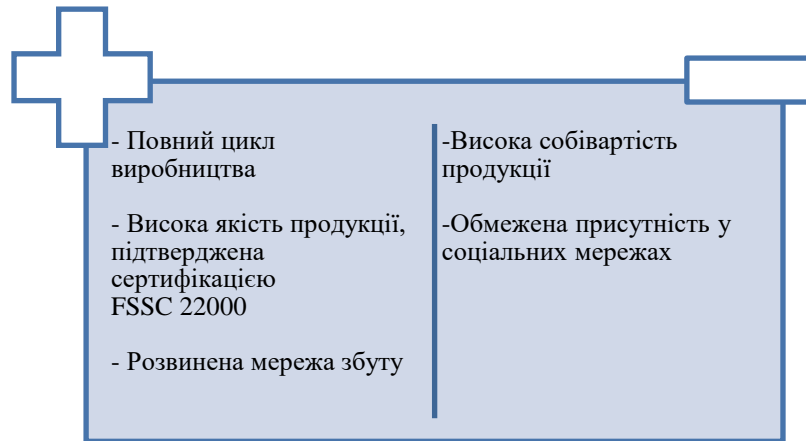 - Повний цикл
виробництва
- Висока якість продукції,
підтверджена
сертифікацією
FSSC 22000
- Розвинена мережа збуту
-Висока собівартість
продукції
-Обмежена присутність у
соціальних мережах